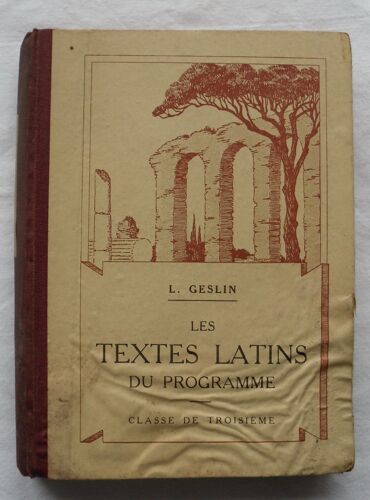 L. GESLIN
LES
TEXTES LATINS
DU PROGRAMME
CLASSE DE TROISIÈME